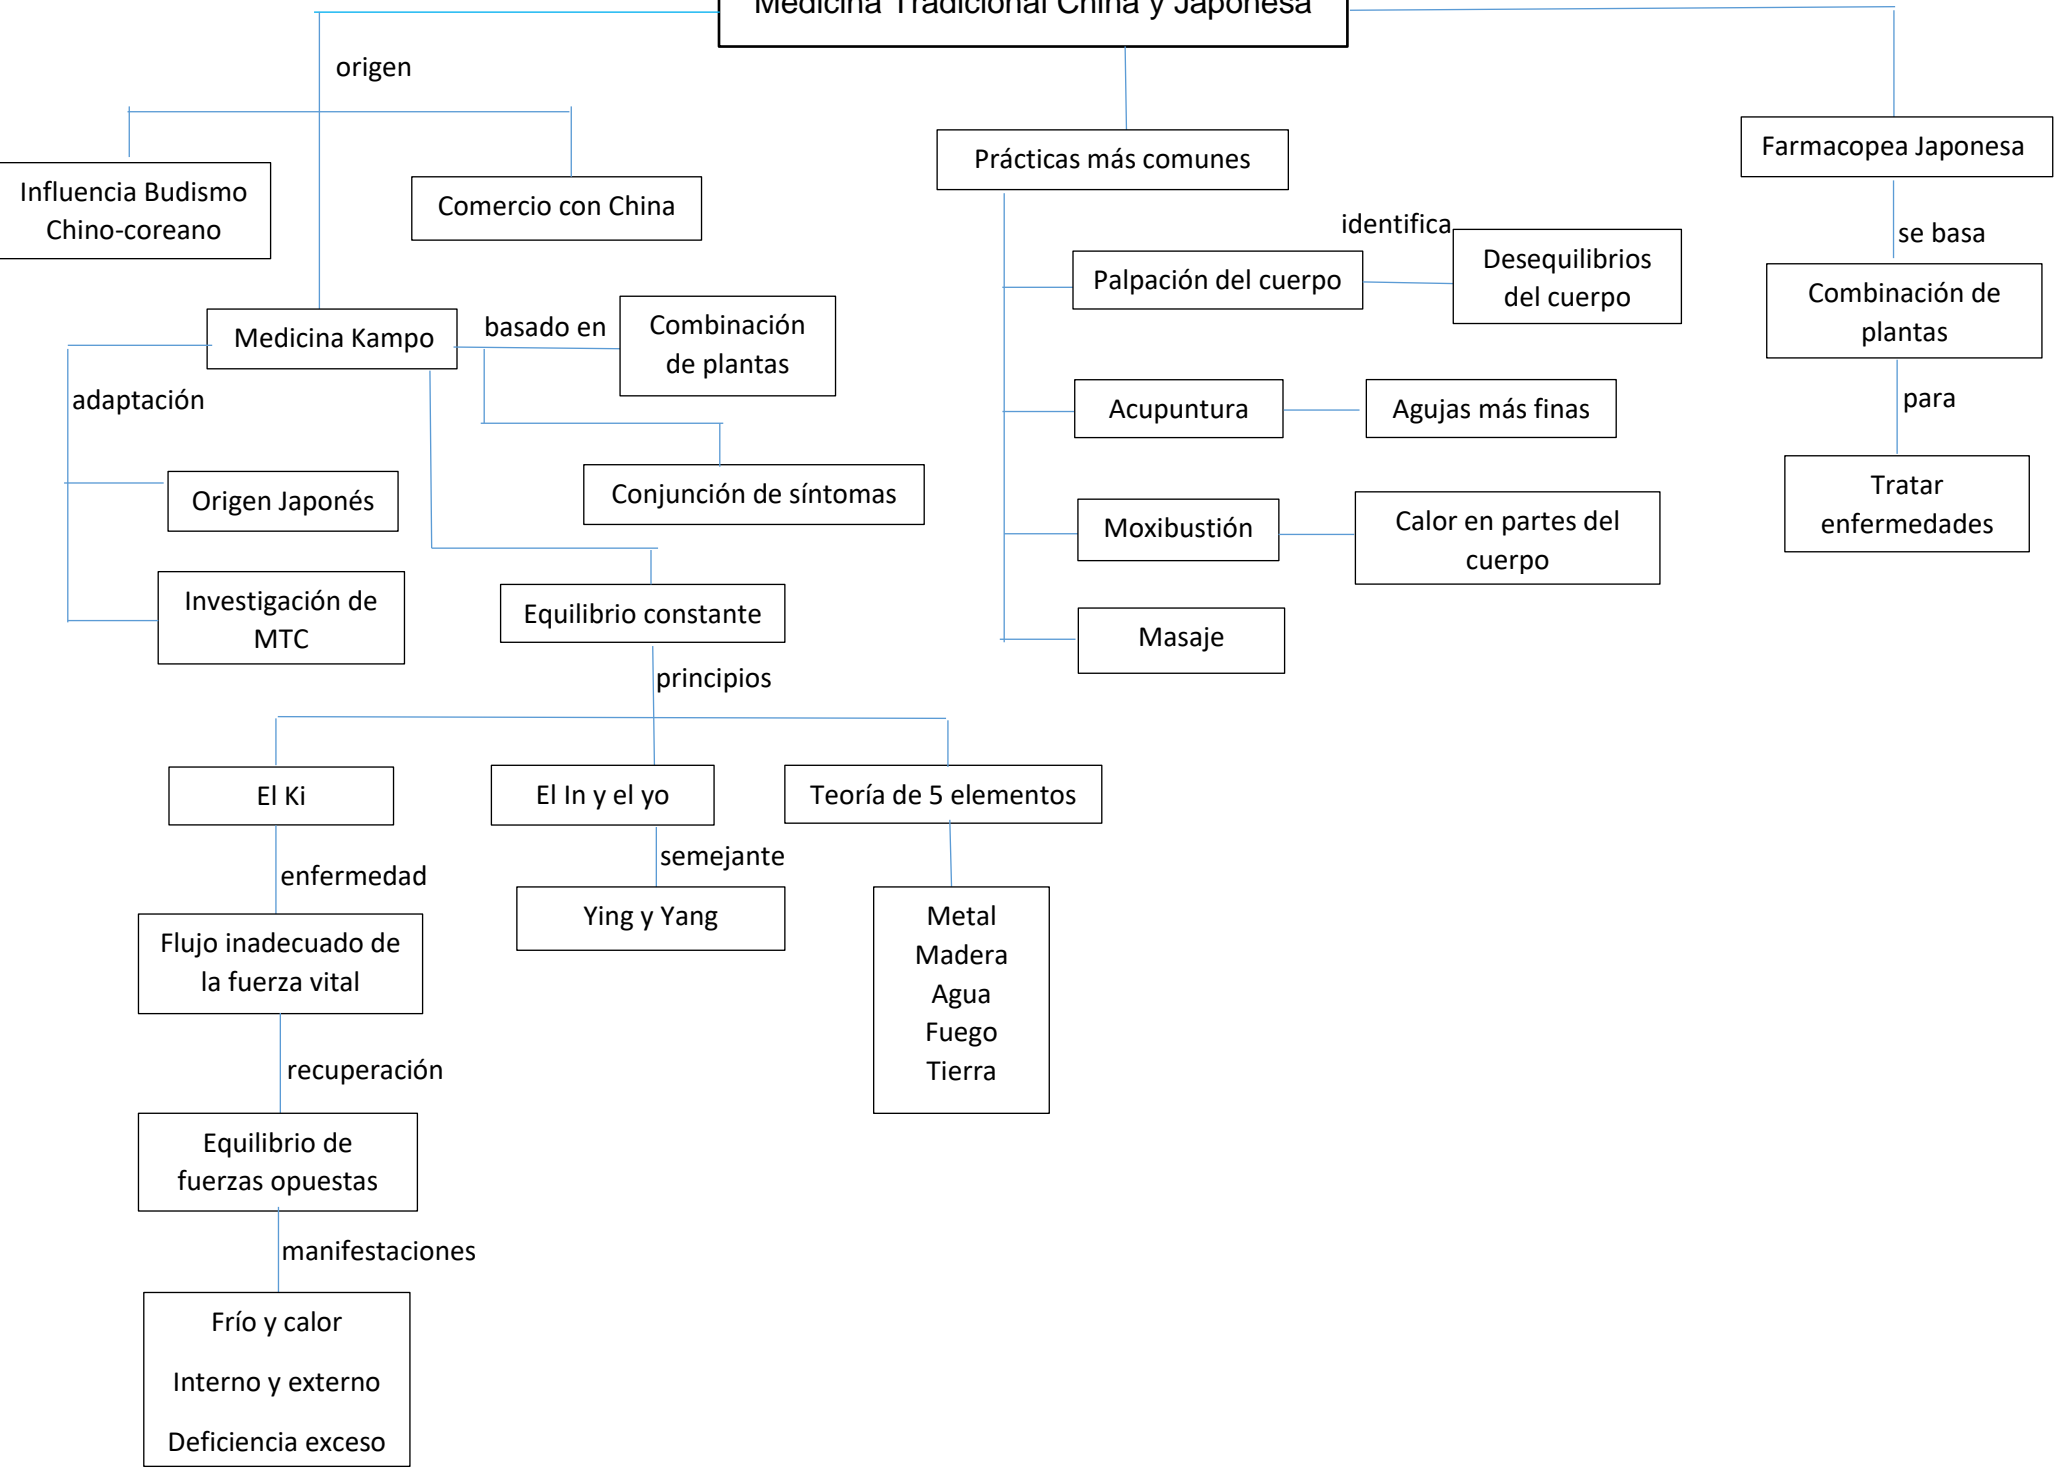 Medicina Tradicional China y Japonesa
origen
Influencia Budismo
Chino-coreano
Comercio con China
Medicina Kampo
basado en
Combinación
de plantas
adaptación
Conjunción de síntomas
Origen Japonés
Investigación de
MTC
Equilibrio constante
principios
El Ki
El In y el yo
Teoría de 5 elementos
enfermedad
semejante
Flujo inadecuado de
la fuerza vital
Ying y Yang
Metal
Madera
Agua
Fuego
Tierra
recuperación
Equilibrio de
fuerzas opuestas
manifestaciones
Frío y calor
Interno y externo
Deficiencia exceso
Prácticas más comunes
Palpación del cuerpo
identifica
Desequilibrios
del cuerpo
Acupuntura
Agujas más finas
Moxibustión
Calor en partes del
cuerpo
Masaje
Farmacopea Japonesa
se basa
Combinación de
plantas
para
Tratar
enfermedades